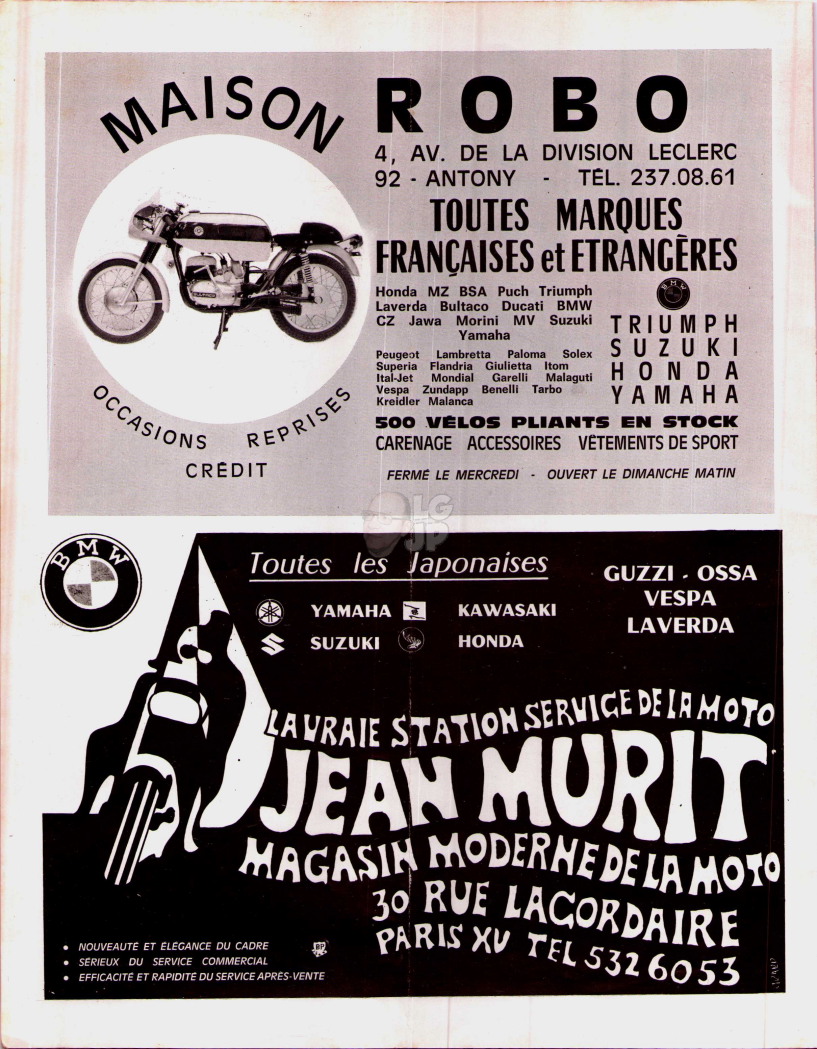 MAISON
ROBO
4, AV. DE LA DIVISION LECLERC
92 - ANTONY - TÉL. 237.08.61
TOUTES MARQUES
FRANÇAISES et ETRANGÈRES
Honda MZ BSA Puch Triumph
Laverda Bultaco Ducati BMW
CZ Jawa Morini MV Suzuki
Yamaha
Peugeot Lambretta Paloma Solex
Superia Flandria Giulietta Itom
Ital-Jet Mondial Garelli Malaguti
Vespa Zundapp Benelli Tarbo
Kreidler Malanca
BMW
TRIUMPH
SUZUKI
HONDA
YAMAHA
500 VÉLOS PLIANTS EN STOCK
CARENAGE ACCESSOIRES VÊTEMENTS DE SPORT
FERMÉ LE MERCREDI - OUVERT LE DIMANCHE MATIN
OCCASIONS REPRISES
CRÉDIT
LG
JP
BMW
Toutes les Japonaises
YAMAHA KAWASAKI
SUZUKI HONDA
GUZZI - OSSA
VESPA
LAVERDA
LA VRAIE STATION SERVICE DE LA MOTO
JEAN MURIT
MAGASIN MODERNE DE LA MOTO
30 RUE LACORDAIRE
PARIS XV TEL 532 60 53
• NOUVEAUTÉ ET ÉLÉGANCE DU CADRE
• SÉRIEUX DU SERVICE COMMERCIAL
• EFFICACITÉ ET RAPIDITÉ DU SERVICE APRÈS-VENTE
BP